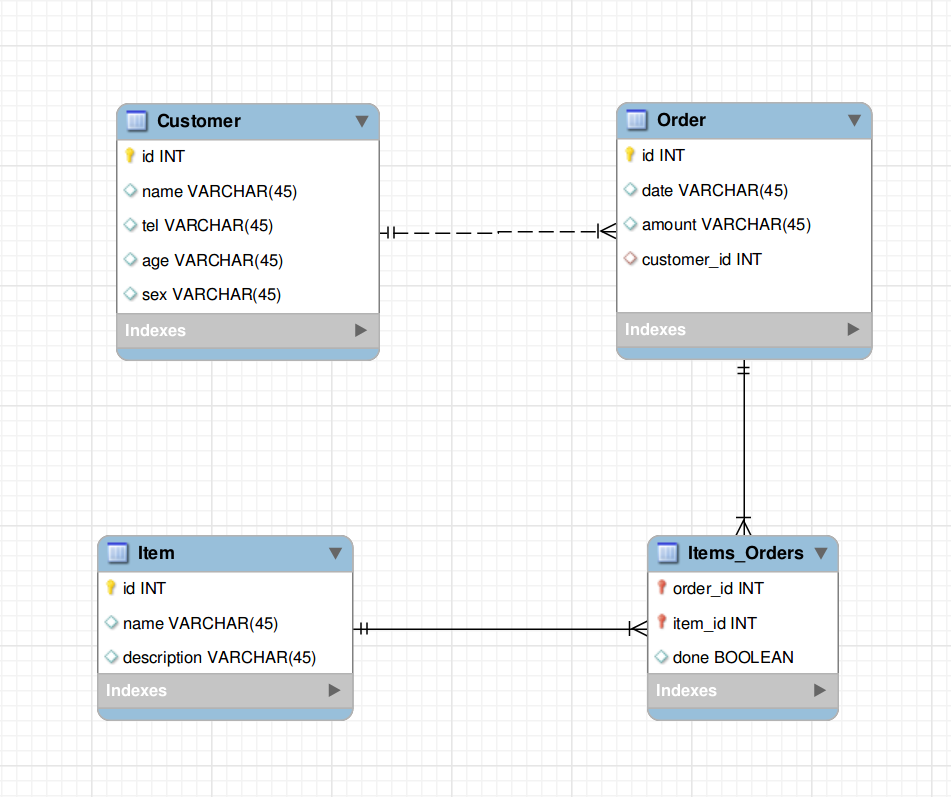 Customer
id INT
name VARCHAR(45)
tel VARCHAR(45)
age VARCHAR(45)
sex VARCHAR(45)
Indexes
Order
id INT
date VARCHAR(45)
amount VARCHAR(45)
customer_id INT
Indexes
Item
id INT
name VARCHAR(45)
description VARCHAR(45)
Indexes
Items_Orders
order_id INT
item_id INT
done BOOLEAN
Indexes